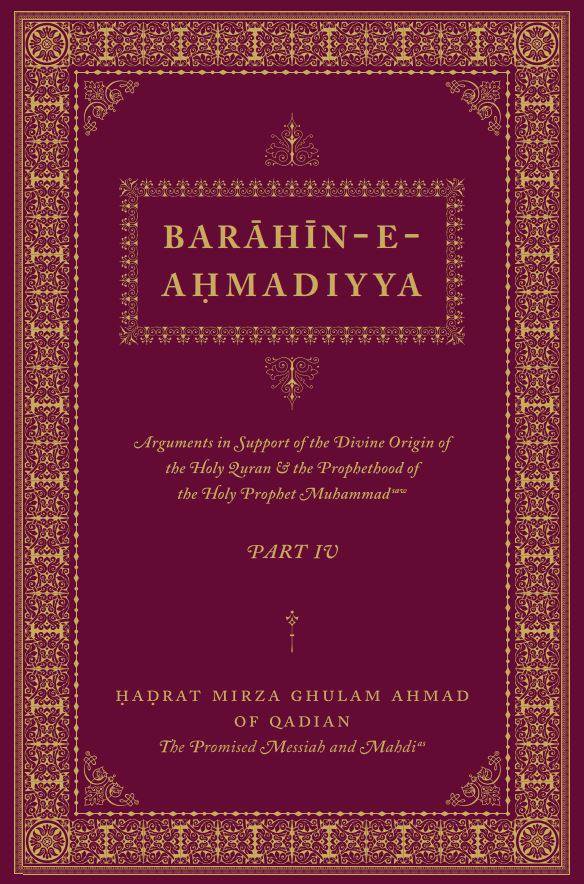 BARĀHĪN-E-
AḤMADIYYA
Arguments in Support of the Divine Origin of
the Holy Quran & the Prophethood of
the Holy Prophet Muhammadˢᵃʷ
PART IV
ḤAḌRAT MIRZA GHULAM AHMAD
OF QADIAN
The Promised Messiah and Mahdiᵃˢ